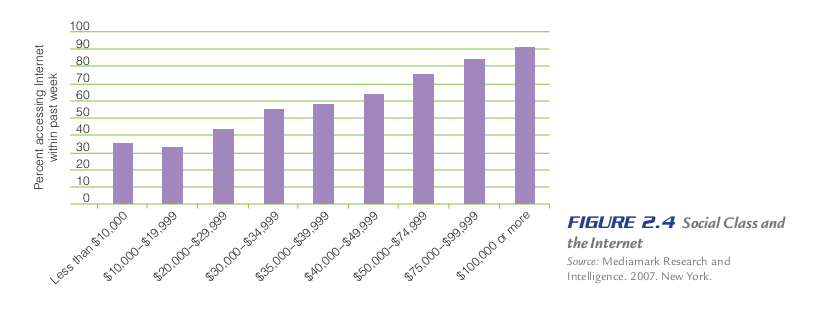 100
90
80
70
60
50
40
30
20
10
0
Percent accessing Internet
within past week
Less than $10,000
$10,000–$19,999
$20,000–$29,999
$30,000–$34,999
$35,000–$39,999
$40,000–$49,999
$50,000–$74,999
$75,000–$99,999
$100,000 or more
FIGURE 2.4 Social Class and
the Internet
Source: Mediamark Research and
Intelligence. 2007. New York.